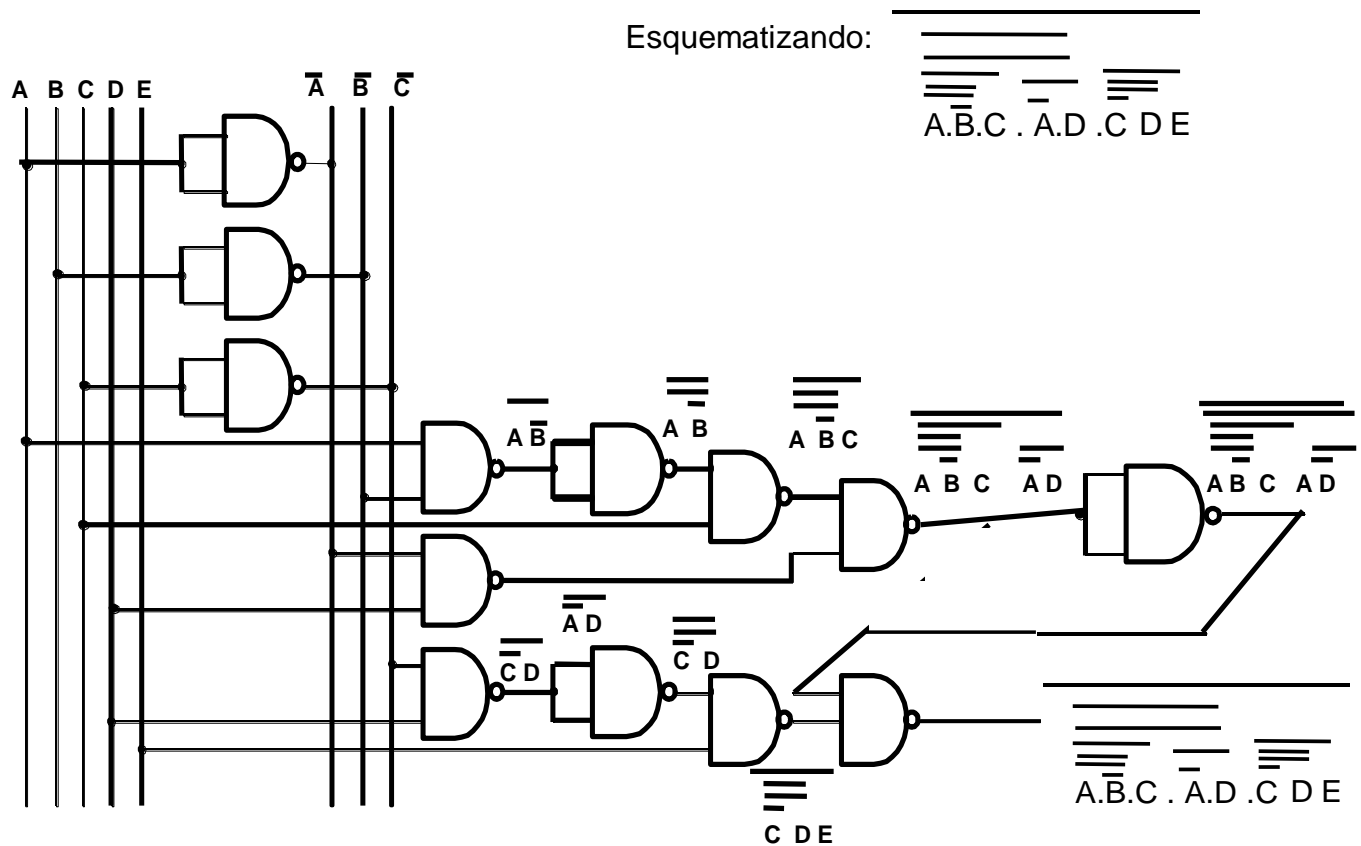 Esquematizando:
A.B̅.C . A̅.D .C̅ D E
A B C D E A̅ B̅ C̅
A B̅
A B̅
A B̅ C
A B̅ C A̅ D
A B̅ C A̅ D
A̅ D
C̅ D
C̅ D
A.B̅.C . A̅.D .C̅ D E
C̅ D E